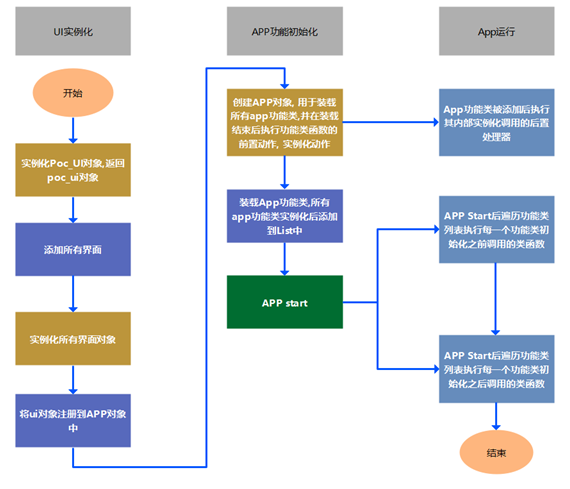 UI实例化
APP功能初始化
App运行
开始
实例化Poc_UI对象,返回
poc_ui对象
添加所有界面
实例化所有界面对象
将ui对象注册到APP对象
中
创建APP对象, 用于装载
所有app功能类,并在装载
结束后执行功能类函数的
前置动作, 实例化动作
装载App功能类,所有
app功能类实例化后添加
到List中
APP start
App功能类被添加后执行
其内部实例化调用的后置
处理器
APP Start后遍历功能类
列表执行每一个功能类初
始化之前调用的类函数
APP Start后遍历功能类
列表执行每一个功能类初
始化之后调用的类函数
结束